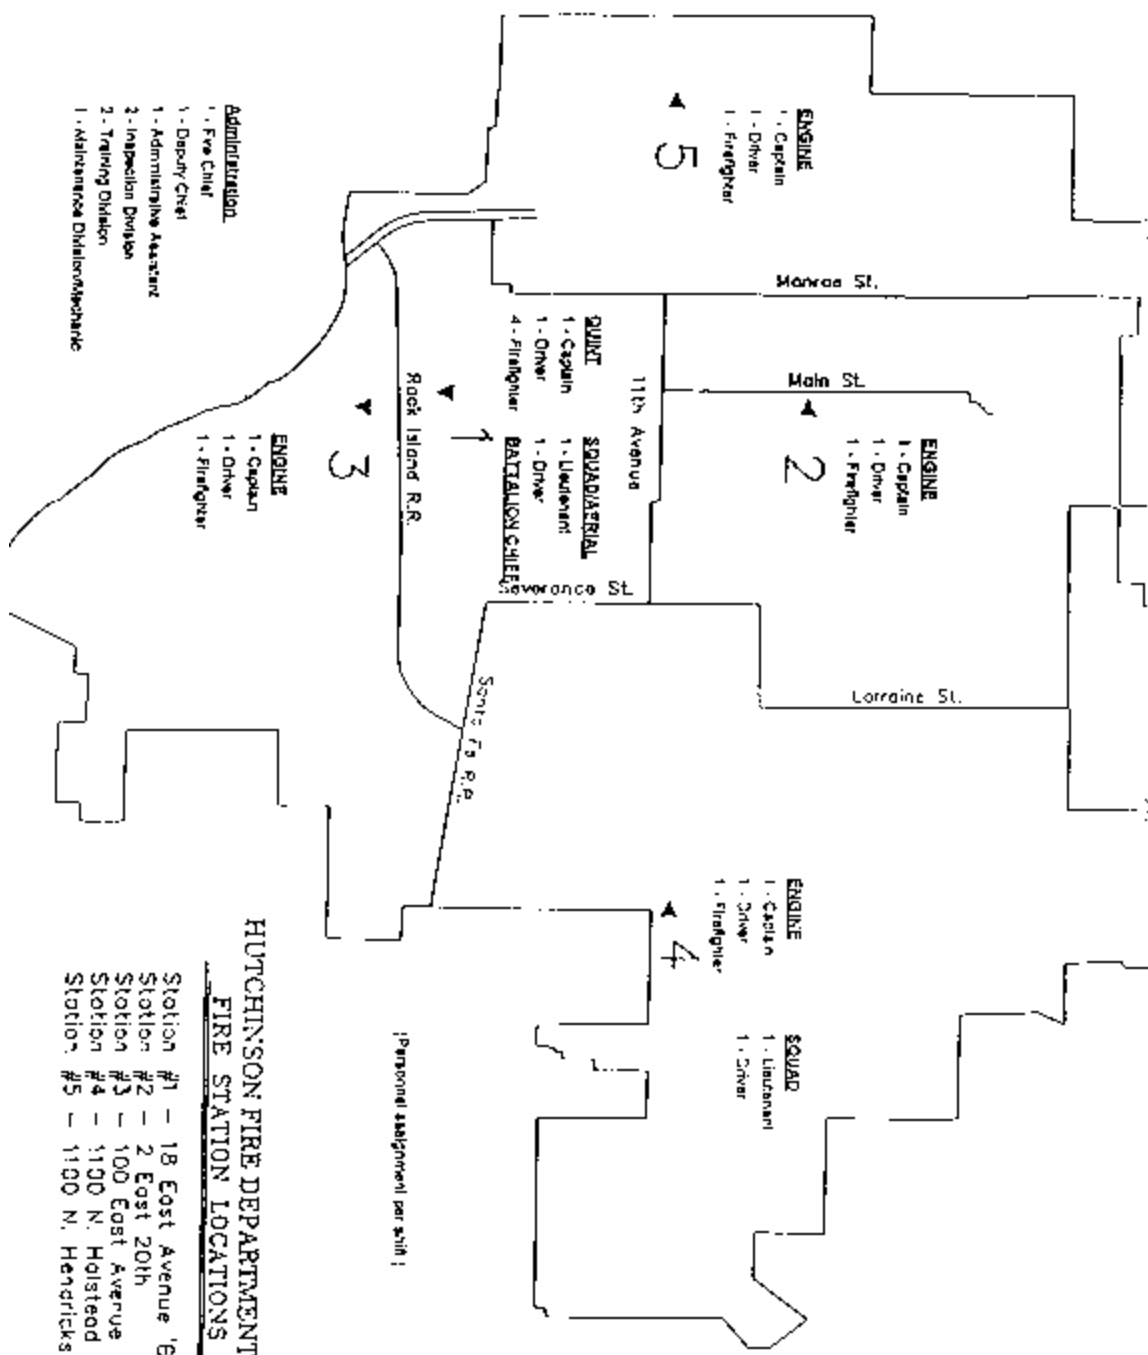 Administration
1 - Fire Chief
1 - Deputy Chief
1 - Administrative Assistant
2 - Inspection Division
2 - Training Division
1 - Maintenance Division/Mechanic
ENGINE
1 - Captain
1 - Driver
1 - Firefighter
5
Monroe St.
QUINT
1 - Captain
1 - Driver
4 - Firefighter
SQUAD/AERIAL
1 - Lieutenant
1 - Driver
BATTALION CHIEF
1
11th Avenue
Main St.
ENGINE
1 - Captain
1 - Driver
1 - Firefighter
2
Rock Island R.R.
3
ENGINE
1 - Captain
1 - Driver
1 - Firefighter
Severance St.
Lorraine St.
Santa Fe R.R.
ENGINE
1 - Captain
1 - Driver
1 - Firefighter
4
SQUAD
1 - Lieutenant
1 - Driver
(Personnel assignment per shift)
HUTCHINSON FIRE DEPARTMENT
FIRE STATION LOCATIONS
Station #1 - 18 East Avenue
Station #2 - 2 East 20th
Station #3 - 100 East Avenue
Station #4 - 1100 N. Halstead
Station #5 - 1100 N. Hendricks